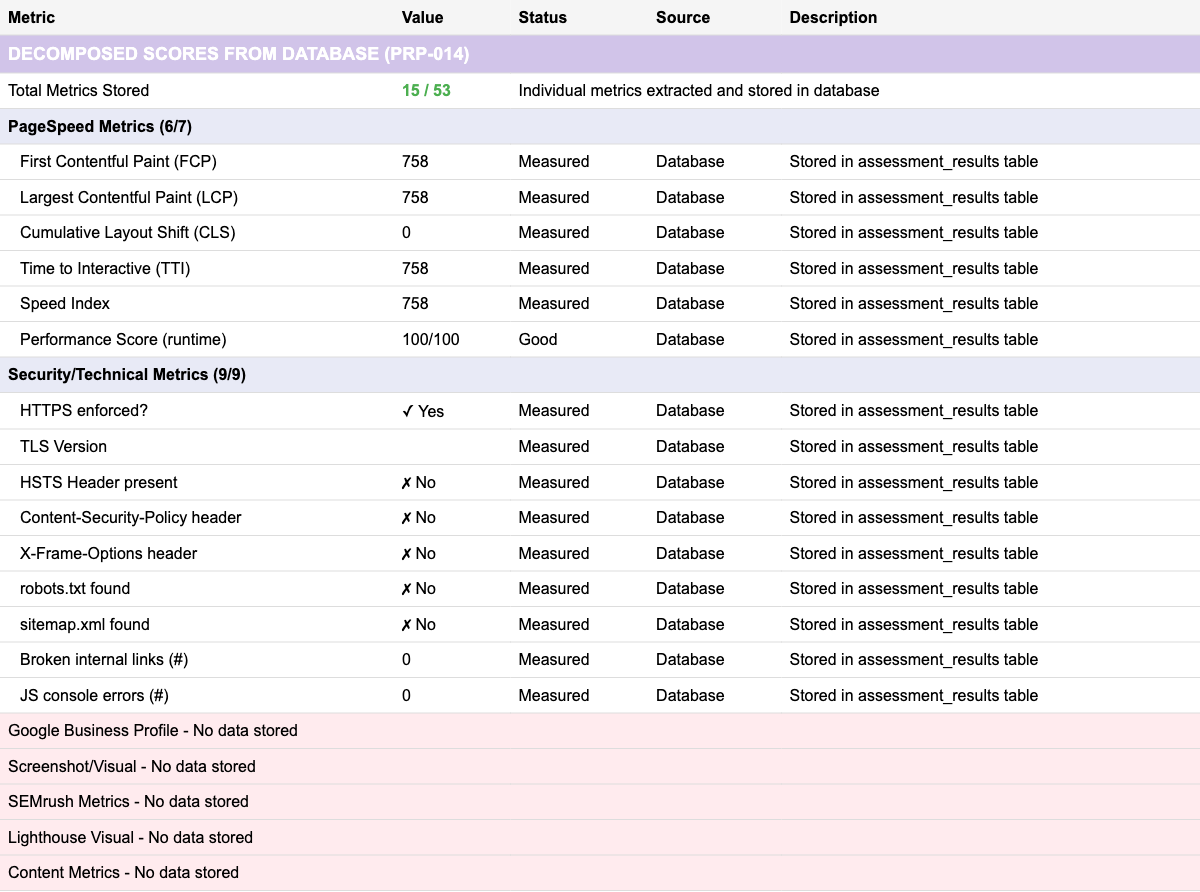 Metric Value Status Source Description
DECOMPOSED SCORES FROM DATABASE (PRP-014)
Total Metrics Stored 15 / 53 Individual metrics extracted and stored in database
PageSpeed Metrics (6/7)
First Contentful Paint (FCP) 758 Measured Database Stored in assessment_results table
Largest Contentful Paint (LCP) 758 Measured Database Stored in assessment_results table
Cumulative Layout Shift (CLS) 0 Measured Database Stored in assessment_results table
Time to Interactive (TTI) 758 Measured Database Stored in assessment_results table
Speed Index 758 Measured Database Stored in assessment_results table
Performance Score (runtime) 100/100 Good Database Stored in assessment_results table
Security/Technical Metrics (9/9)
HTTPS enforced? ✓ Yes Measured Database Stored in assessment_results table
TLS Version Measured Database Stored in assessment_results table
HSTS Header present ✗ No Measured Database Stored in assessment_results table
Content-Security-Policy header ✗ No Measured Database Stored in assessment_results table
X-Frame-Options header ✗ No Measured Database Stored in assessment_results table
robots.txt found ✗ No Measured Database Stored in assessment_results table
sitemap.xml found ✗ No Measured Database Stored in assessment_results table
Broken internal links (#) 0 Measured Database Stored in assessment_results table
JS console errors (#) 0 Measured Database Stored in assessment_results table
Google Business Profile - No data stored
Screenshot/Visual - No data stored
SEMrush Metrics - No data stored
Lighthouse Visual - No data stored
Content Metrics - No data stored